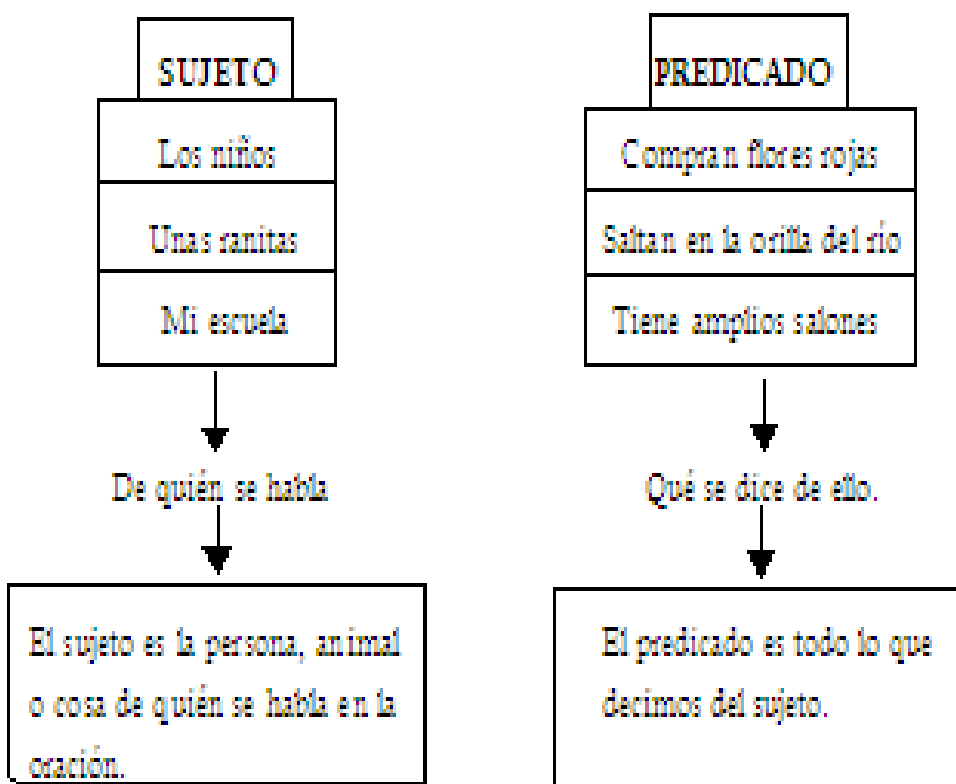 SUJETO
Los niños
Unas ranitas
Mi escuela
De quién se habla
El sujeto es la persona, animal
o cosa de quién se habla en la
oración.
PREDICADO
Compran flores rojas
Saltan en la orilla del río
Tiene amplios salones
Qué se dice de ello.
El predicado es todo lo que
decimos del sujeto.